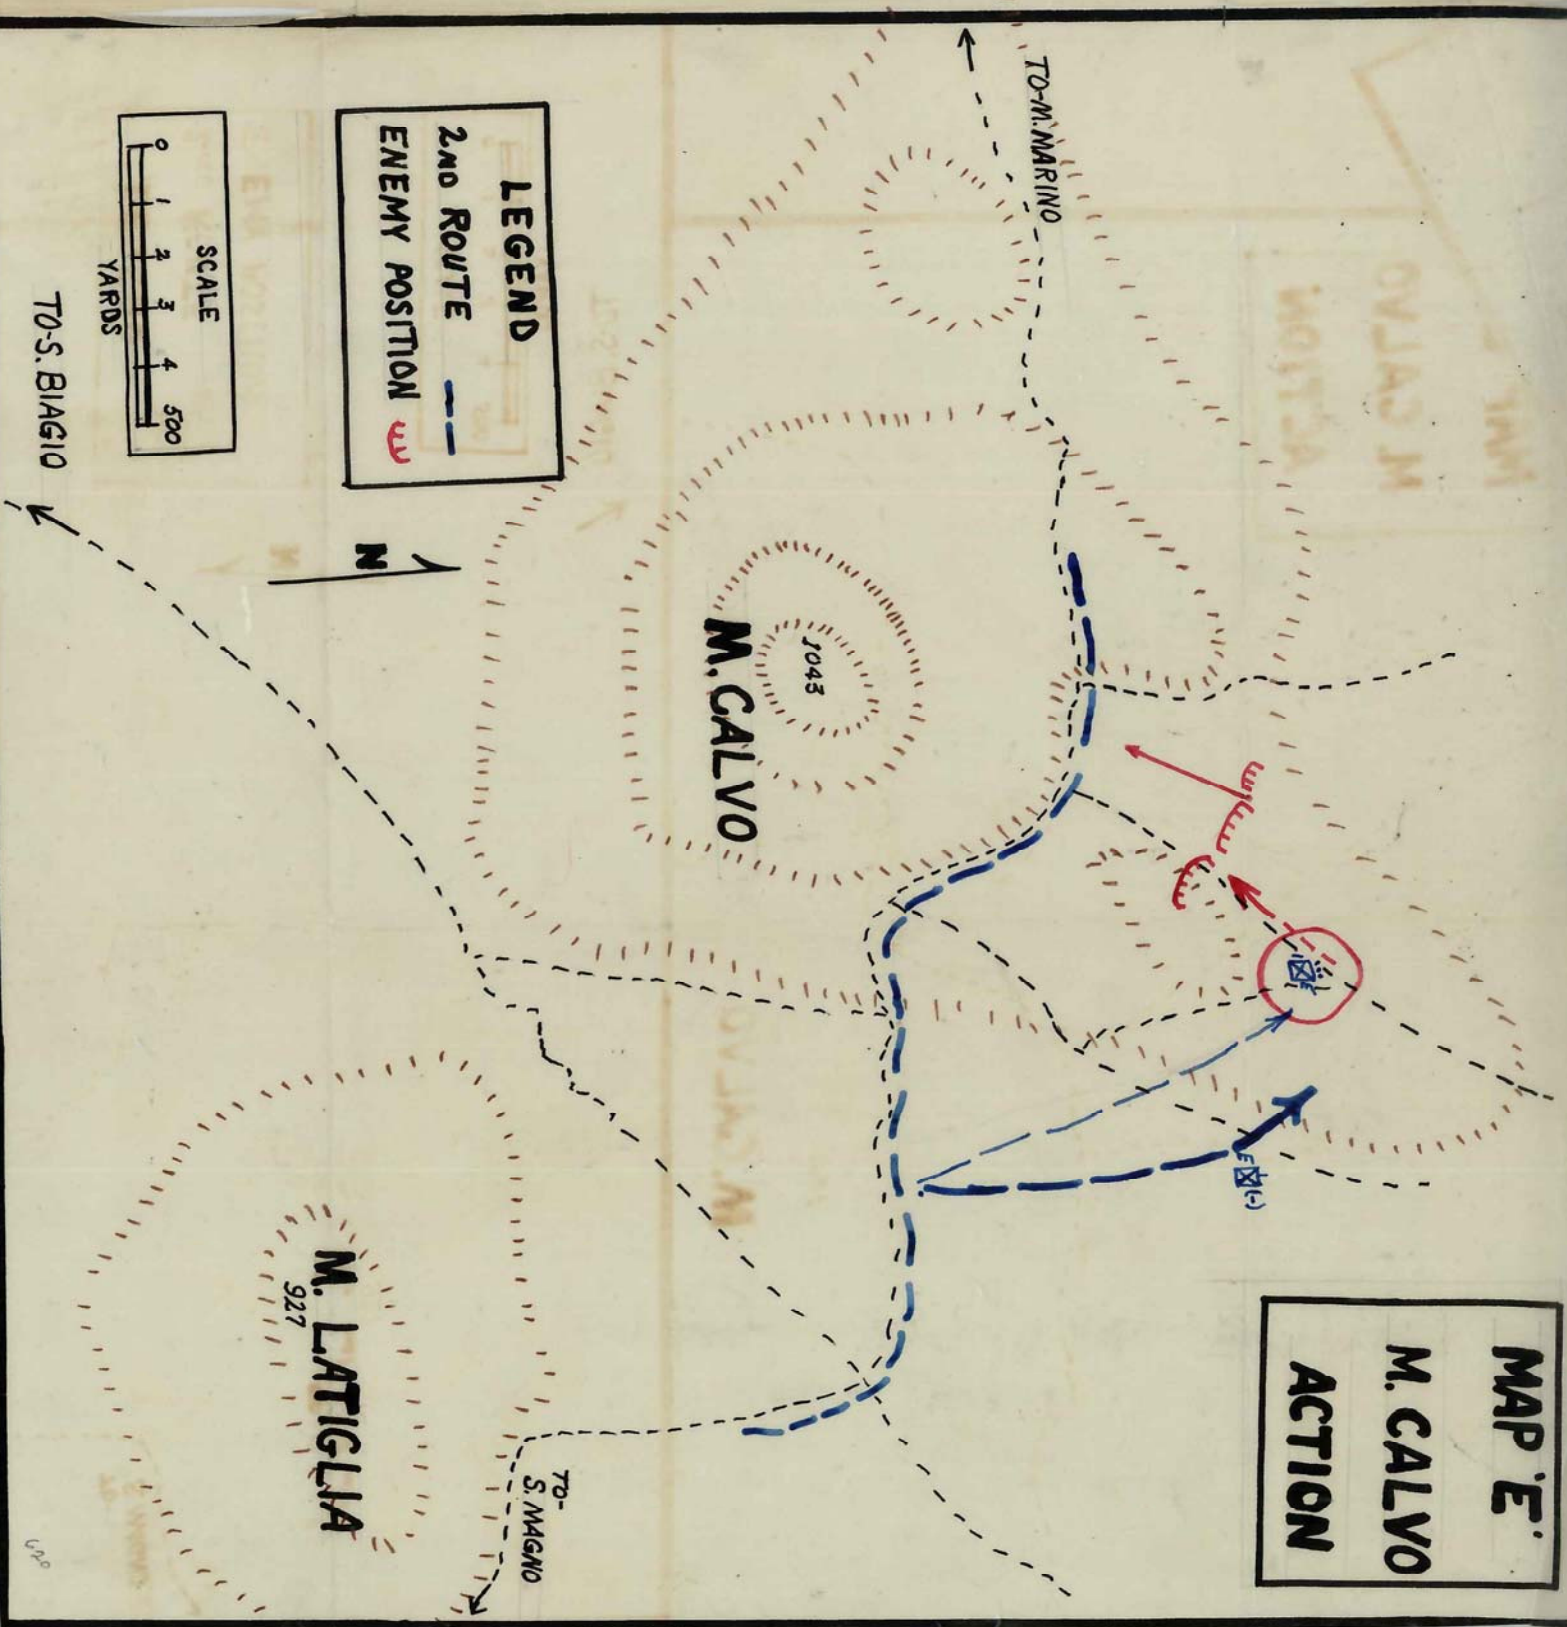 MAP 'E'
M. CALVO
ACTION
TO-M.MARINO
LEGEND
2ND ROUTE
ENEMY POSITION
SCALE
0 1 2 3 4 500
YARDS
TO-S. BIAGIO
N
1043
M. CALVO
E (-)
M. LATIGLIA
927
TO-
S. MAGNO
620